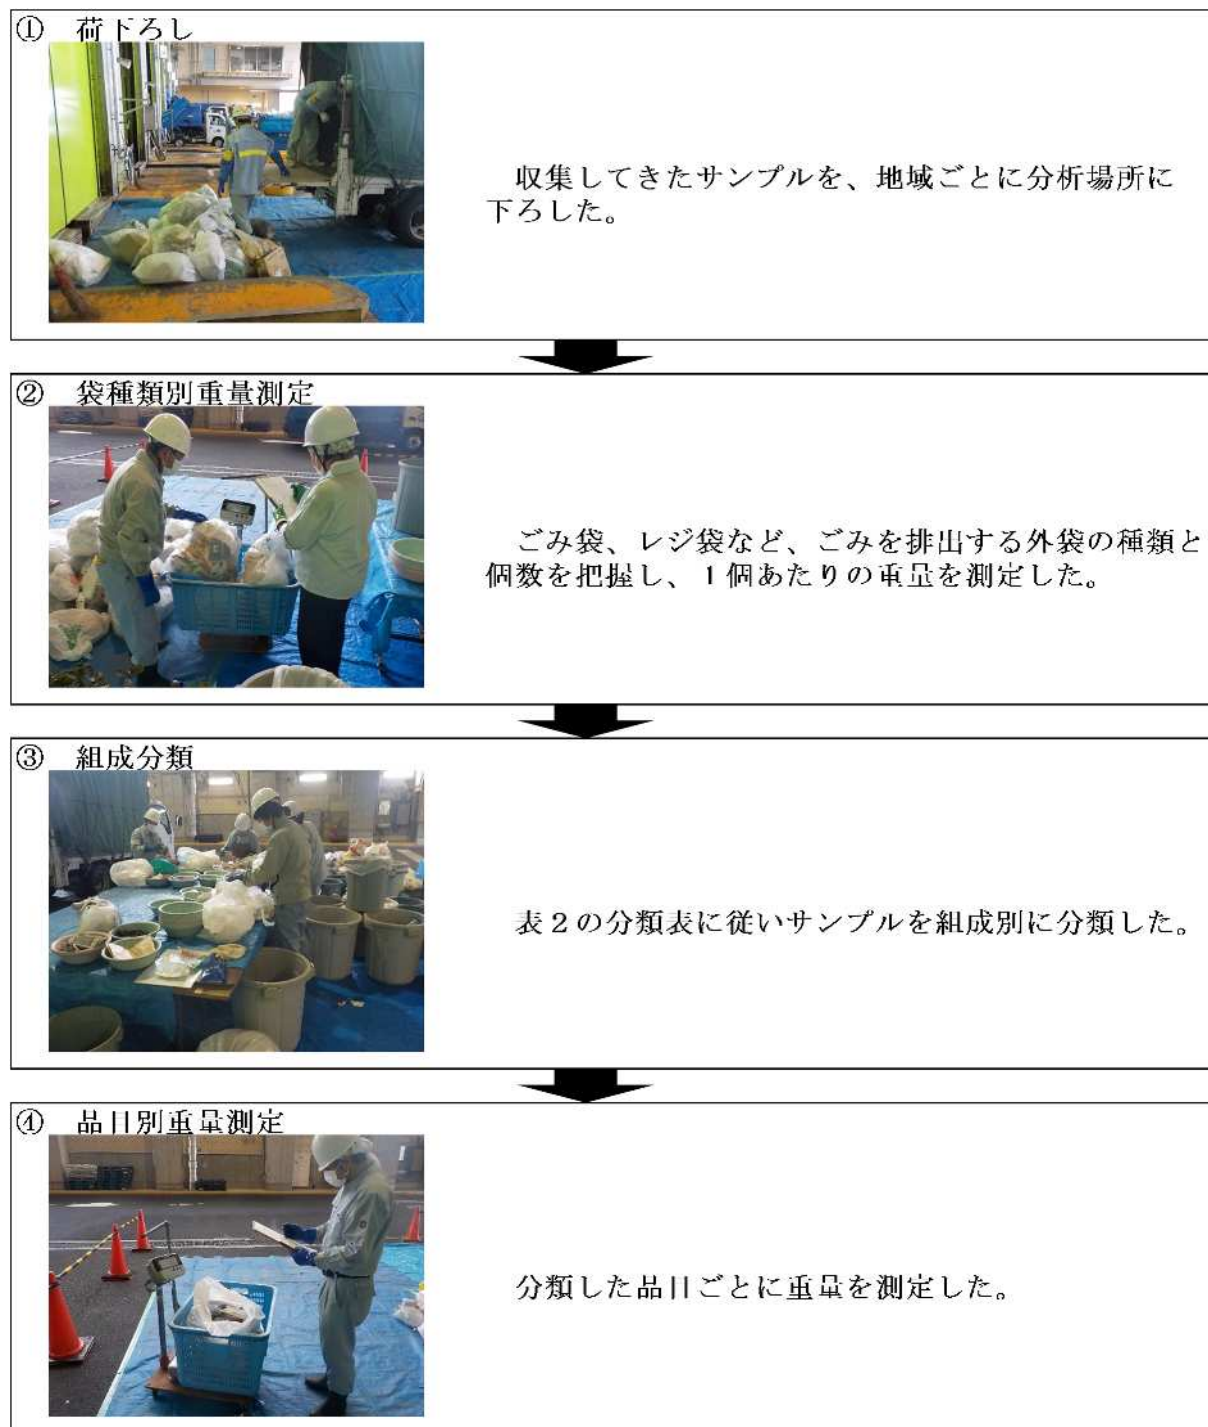 ① 荷下ろし
収集してきたサンプルを、地域ごとに分析場所に
下ろした。
② 袋種類別重量測定
ごみ袋、レジ袋など、ごみを排出する外袋の種類と
個数を把握し、１個あたりの重量を測定した。
③ 組成分類
表２の分類表に従いサンプルを組成別に分類した。
④ 品目別重量測定
分類した品目ごとに重量を測定した。